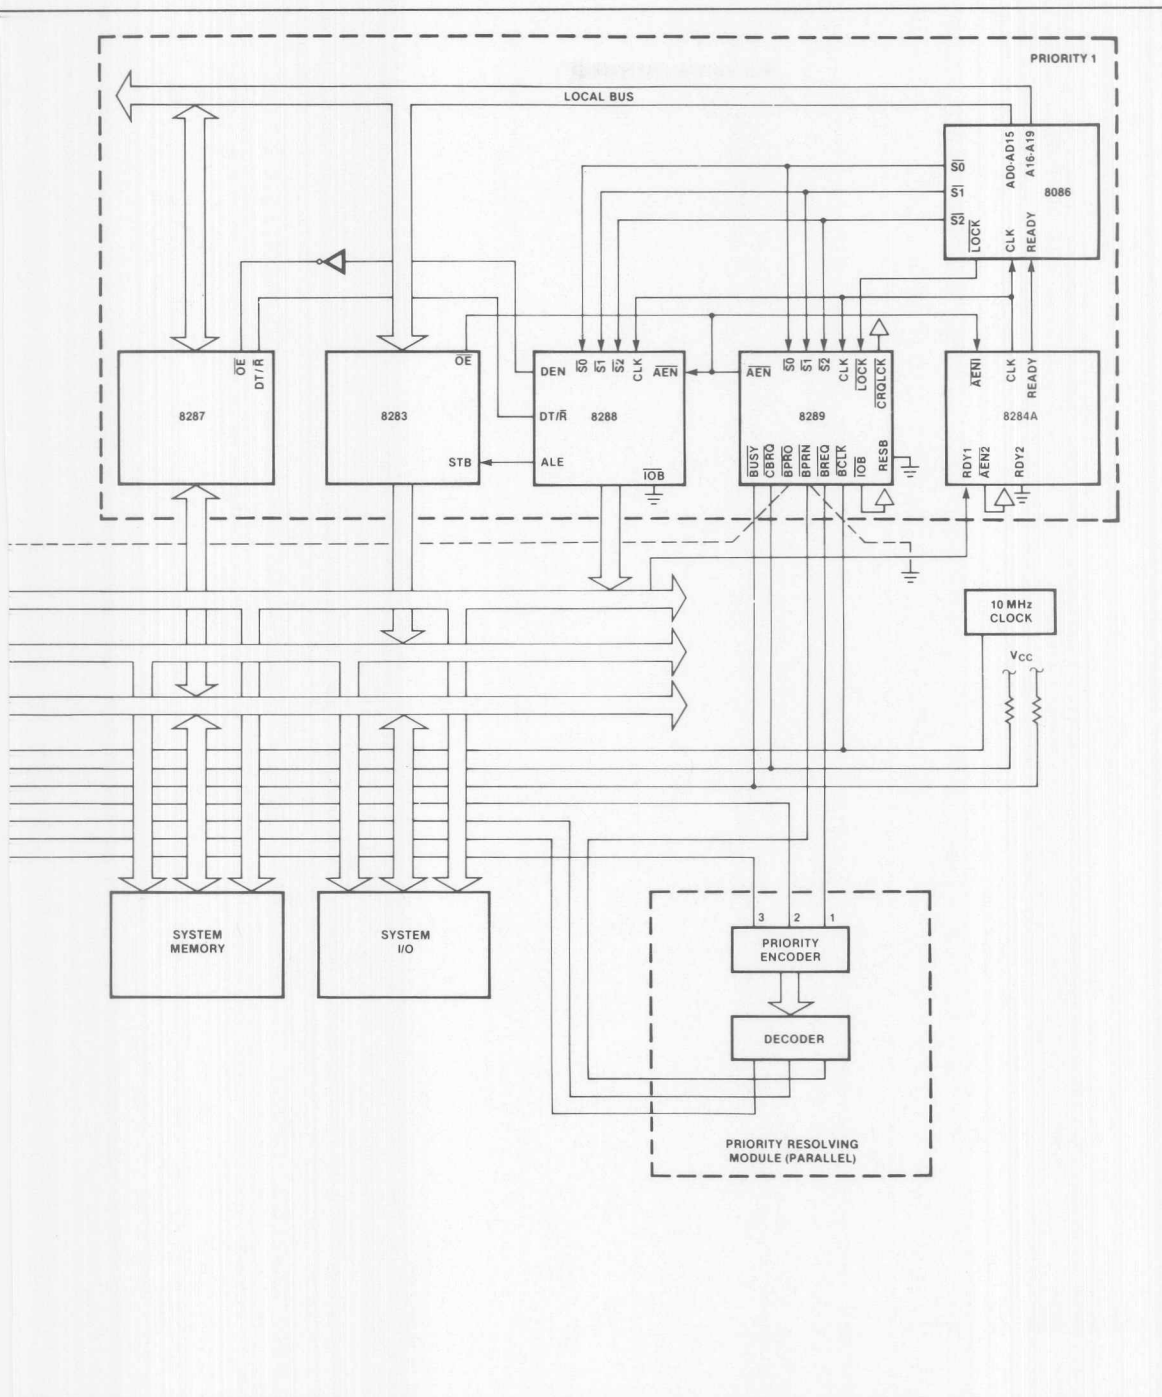 PRIORITY 1
LOCAL BUS
AD0-AD15
A16-A19
S0
S1
S2
8086
LOCK
CLK
READY
OE
DT/R
8287
OE
8283
STB
S0
S1
S2
CLK
AEN
DEN
DT/R
8288
ALE
IOB
AEN
S0
S1
S2
CLK
LOCK
CRQLCK
8289
BUSY
CBRQ
BPRO
BPRN
BREQ
BCLK
IOB
RESB
AEN1
CLK
READY
8284A
RDY1
AEN2
RDY2
10 MHz
CLOCK
VCC
SYSTEM
MEMORY
SYSTEM
I/O
3 2 1
PRIORITY
ENCODER
DECODER
PRIORITY RESOLVING
MODULE (PARALLEL)